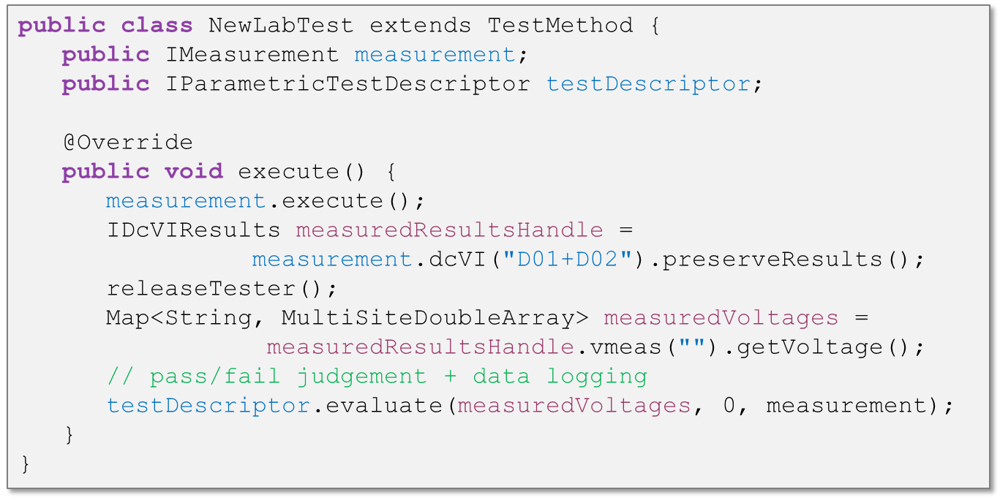 public class NewLabTest extends TestMethod {
public IMeasurement measurement;
public IParametricTestDescriptor testDescriptor;
@Override
public void execute() {
measurement.execute();
IDcVIResults measuredResultsHandle =
measurement.dcVI("D01+D02").preserveResults();
releaseTester();
Map<String, MultiSiteDoubleArray> measuredVoltages =
measuredResultsHandle.vmeas("").getVoltage();
// pass/fail judgement + data logging
testDescriptor.evaluate(measuredVoltages, 0, measurement);
}
}